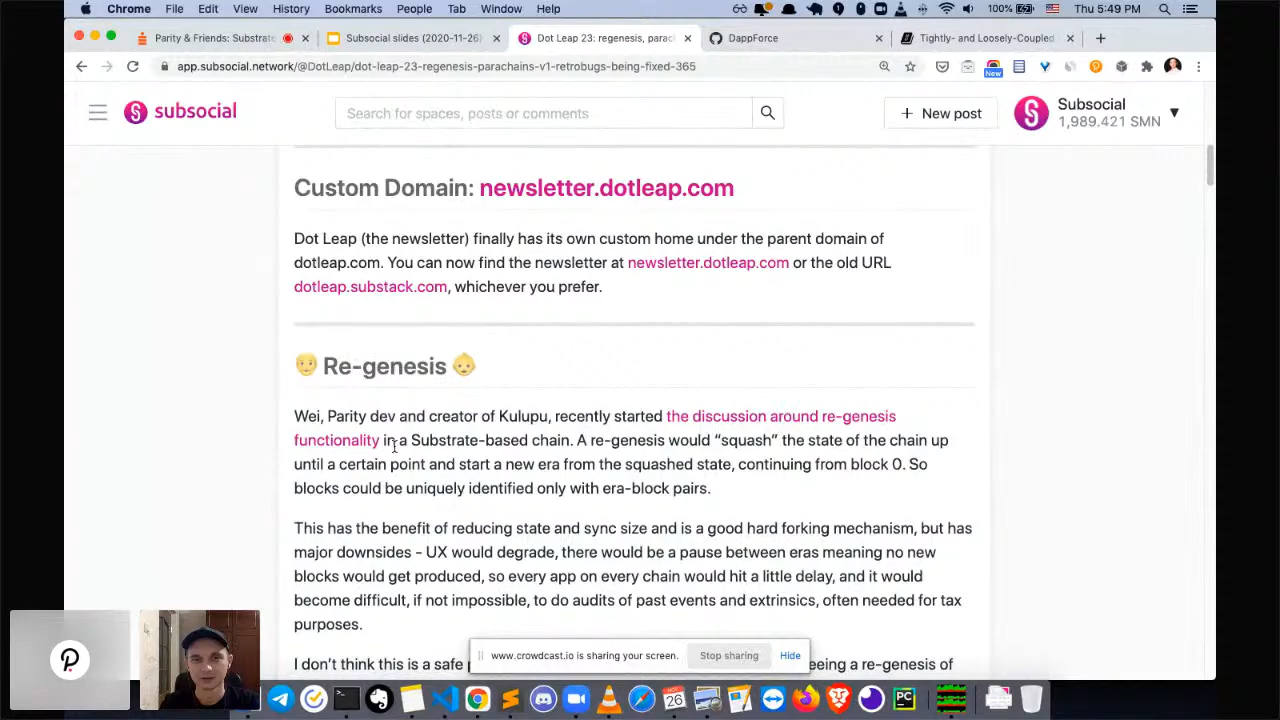 Chrome File Edit View History Bookmarks People Tab Window Help 100% Thu 5:49 PM
Parity & Friends: Substrat Subsocial slides (2020-11-26) Dot Leap 23: regenesis, parach DappForce Tightly- and Loosely-Coupled
app.subsocial.network/@DotLeap/dot-leap-23-regenesis-parachains-v1-retrobugs-being-fixed-365
New
subsocial
Search for spaces, posts or comments
+ New post
Subsocial
1,989.421 SMN
Custom Domain: newsletter.dotleap.com
Dot Leap (the newsletter) finally has its own custom home under the parent domain of
dotleap.com. You can now find the newsletter at newsletter.dotleap.com or the old URL
dotleap.substack.com, whichever you prefer.
Re-genesis
Wei, Parity dev and creator of Kulupu, recently started the discussion around re-genesis
functionality in a Substrate-based chain. A re-genesis would “squash” the state of the chain up
until a certain point and start a new era from the squashed state, continuing from block 0. So
blocks could be uniquely identified only with era-block pairs.
This has the benefit of reducing state and sync size and is a good hard forking mechanism, but has
major downsides - UX would degrade, there would be a pause between eras meaning no new
blocks would get produced, so every app on every chain would hit a little delay, and it would
become difficult, if not impossible, to do audits of past events and extrinsics, often needed for tax
purposes.
I don't think this is a safe eeing a re-genesis of
www.crowdcast.io is sharing your screen. Stop sharing Hide
NOV
26
PC